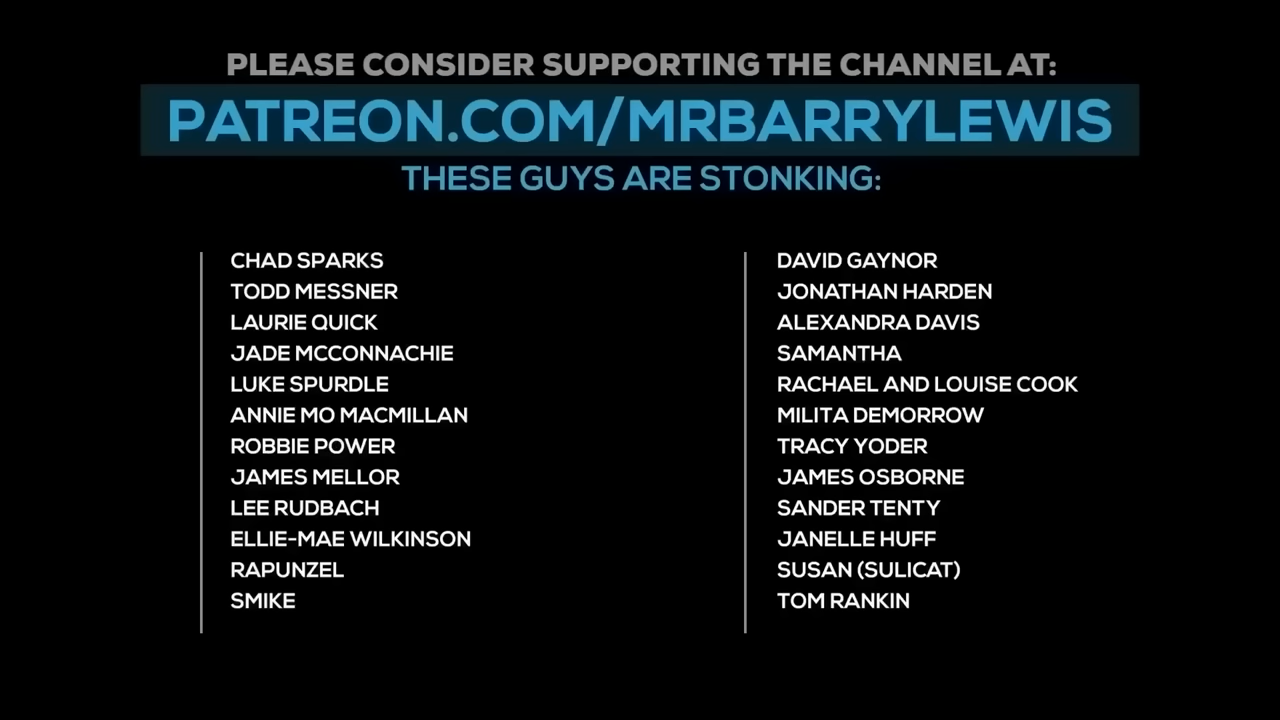 PLEASE CONSIDER SUPPORTING THE CHANNEL AT:
PATREON.COM/MRBARRYLEWIS
THESE GUYS ARE STONKING:
CHAD SPARKS
TODD MESSNER
LAURIE QUICK
JADE MCCONNACHIE
LUKE SPURDLE
ANNIE MO MACMILLAN
ROBBIE POWER
JAMES MELLOR
LEE RUDBACH
ELLIE-MAE WILKINSON
RAPUNZEL
SMIKE
DAVID GAYNOR
JONATHAN HARDEN
ALEXANDRA DAVIS
SAMANTHA
RACHAEL AND LOUISE COOK
MILITA DEMORROW
TRACY YODER
JAMES OSBORNE
SANDER TENTY
JANELLE HUFF
SUSAN (SULICAT)
TOM RANKIN